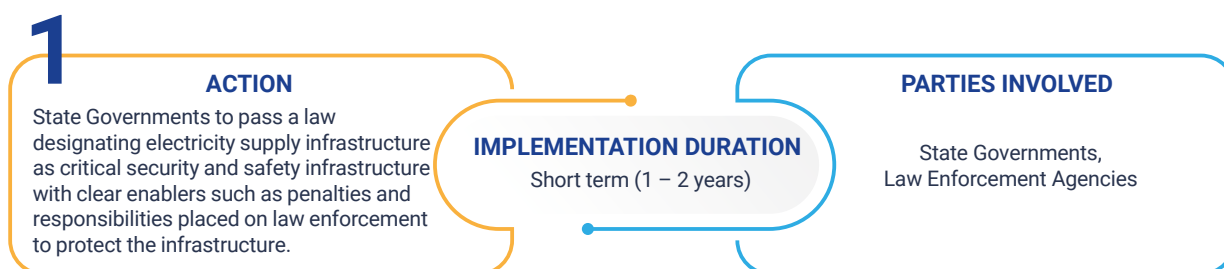 1
ACTION
State Governments to pass a law
designating electricity supply infrastructure
as critical security and safety infrastructure
with clear enablers such as penalties and
responsibilities placed on law enforcement
to protect the infrastructure.
IMPLEMENTATION DURATION
Short term (1 – 2 years)
PARTIES INVOLVED
State Governments,
Law Enforcement Agencies